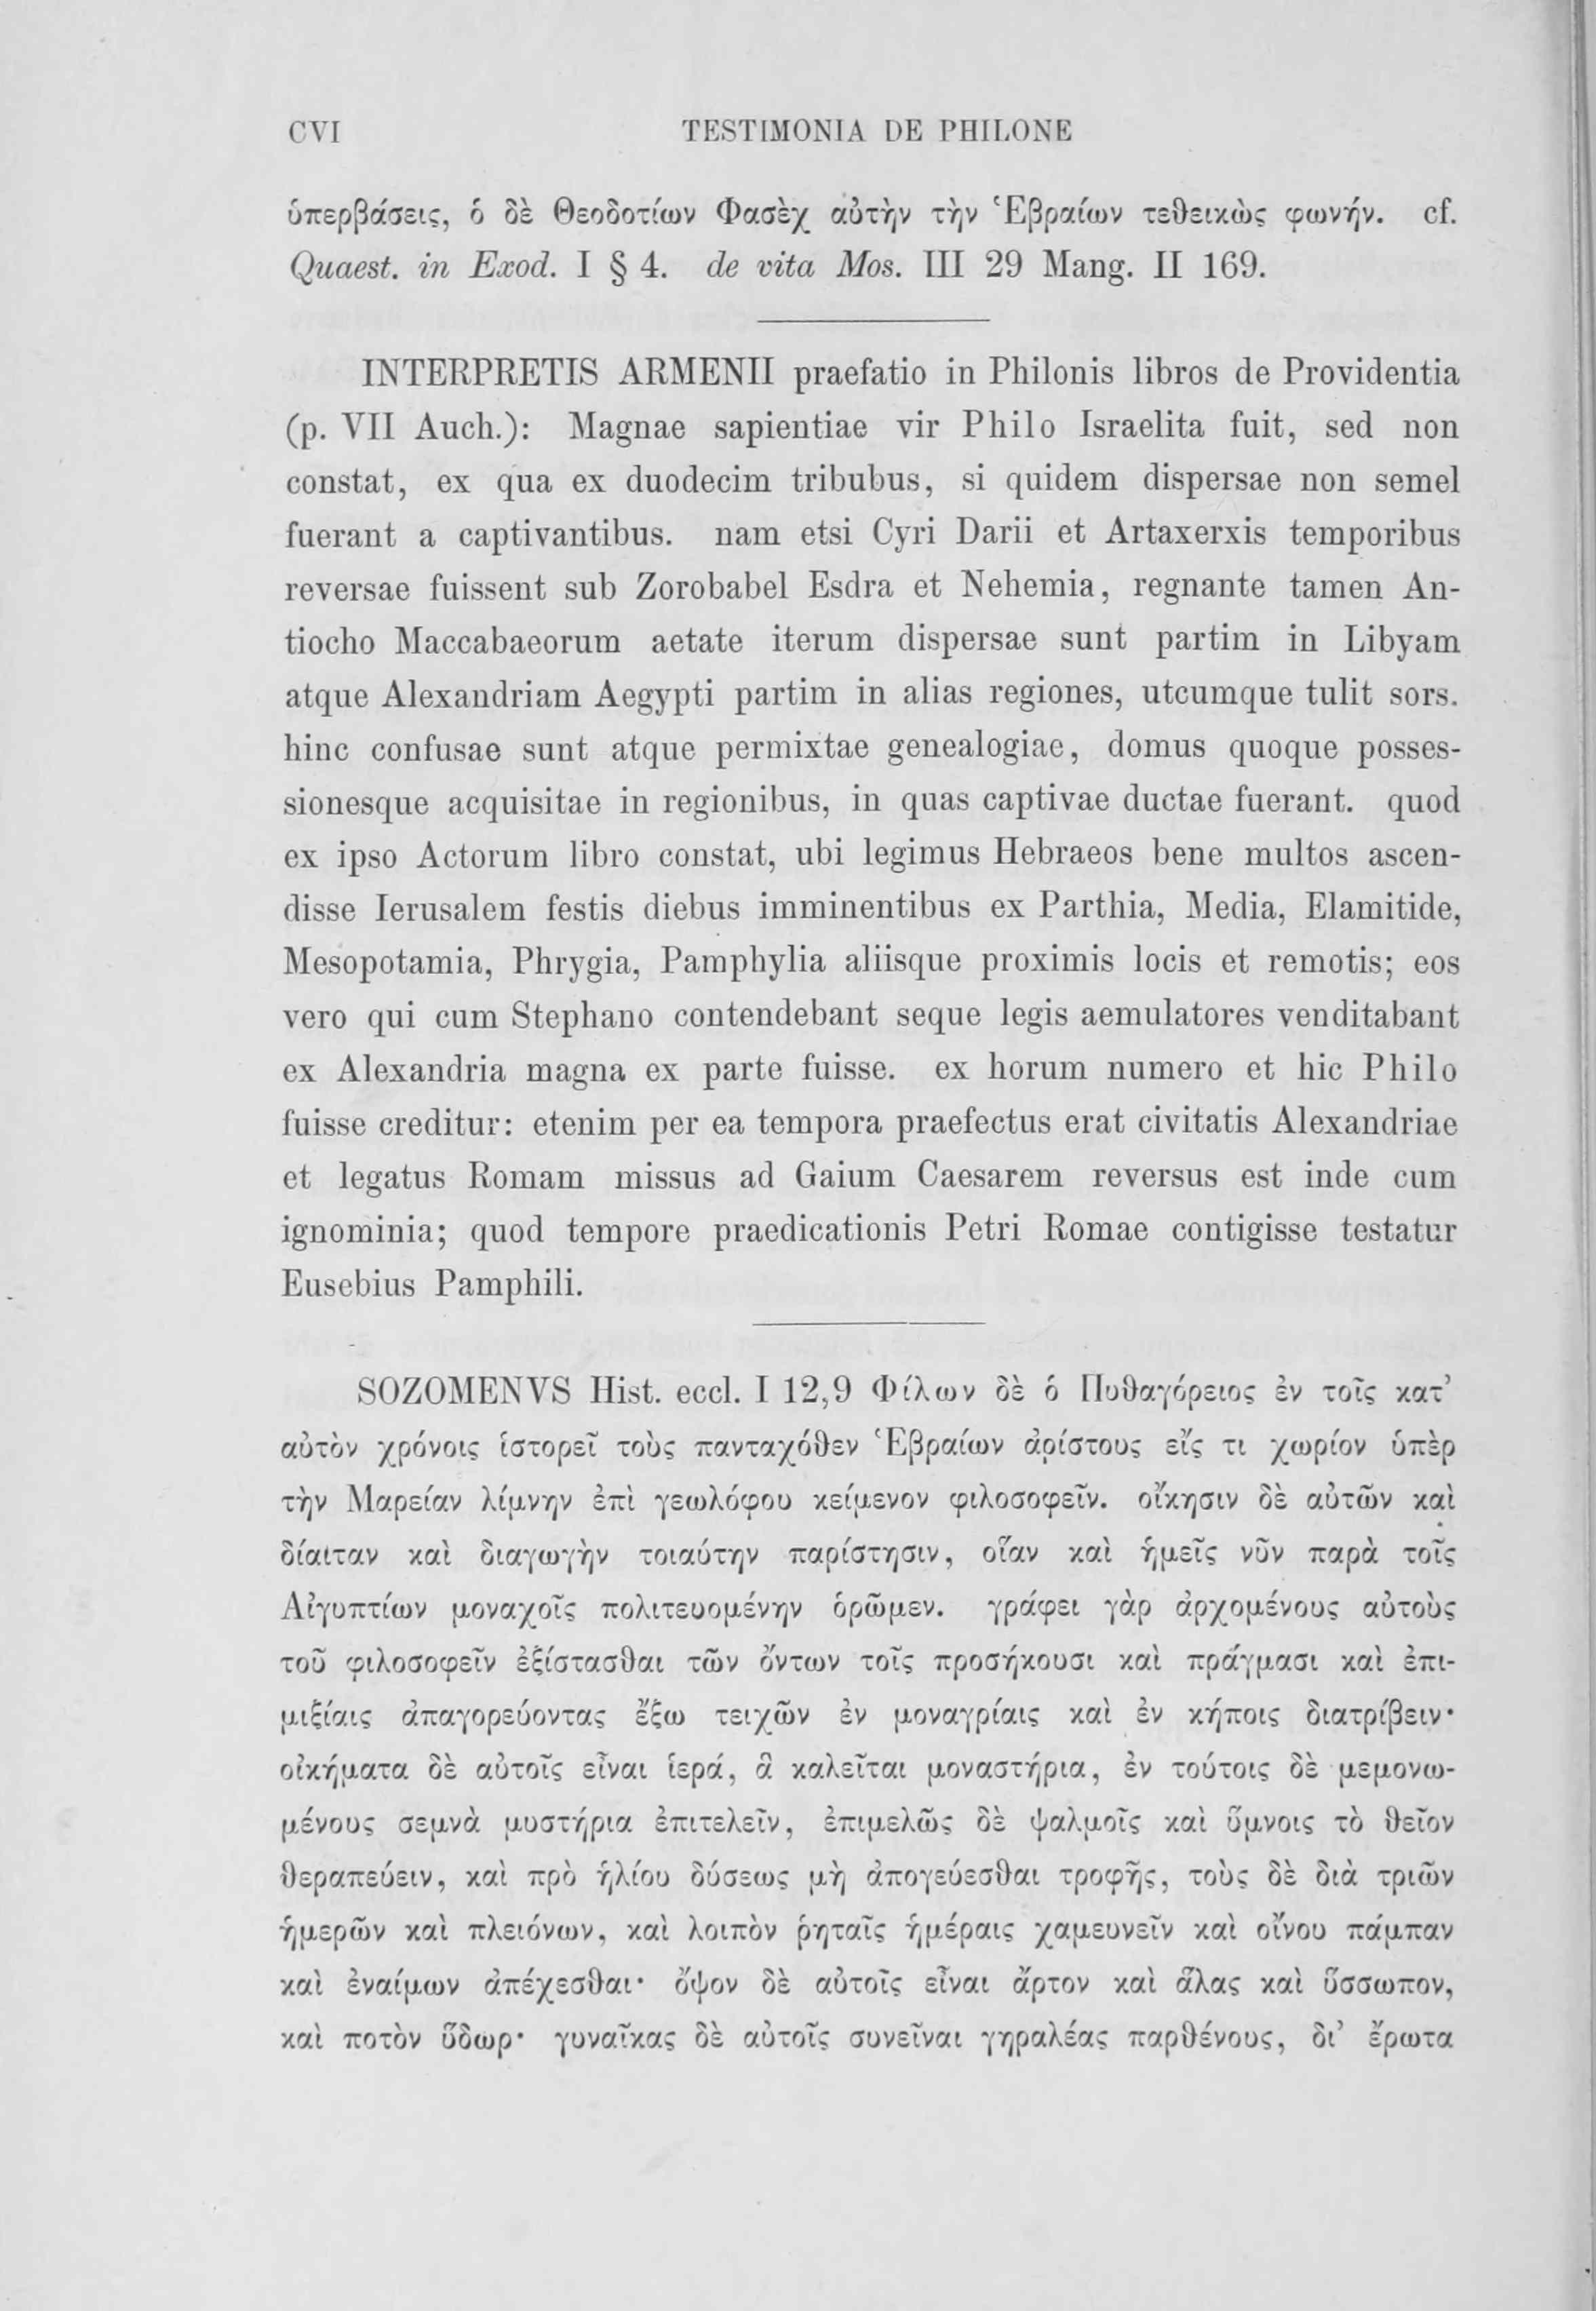 CVI TESTIMONIA DE PHILONE
ὑπερβάσεις, ὁ δὲ Θεοδοτίων Φασὲχ αὐτὴν τὴν Ἑβραίων τεθεικὼς φωνήν. cf.
Quaest. in Exod. I § 4. de vita Mos. III 29 Mang. II 169.
INTERPRETIS ARMENII praefatio in Philonis libros de Providentia
(p. VII Auch.): Magnae sapientiae vir Philo Israelita fuit, sed non
constat, ex qua ex duodecim tribubus, si quidem dispersae non semel
fuerant a captivantibus. nam etsi Cyri Darii et Artaxerxis temporibus
reversae fuissent sub Zorobabel Esdra et Nehemia, regnante tamen An-
tiocho Maccabaeorum aetate iterum dispersae sunt partim in Libyam
atque Alexandriam Aegypti partim in alias regiones, utcumque tulit sors.
hinc confusae sunt atque permixtae genealogiae, domus quoque posses-
sionesque acquisitae in regionibus, in quas captivae ductae fuerant. quod
ex ipso Actorum libro constat, ubi legimus Hebraeos bene multos ascen-
disse Ierusalem festis diebus imminentibus ex Parthia, Media, Elamitide,
Mesopotamia, Phrygia, Pamphylia aliisque proximis locis et remotis; eos
vero qui cum Stephano contendebant seque legis aemulatores venditabant
ex Alexandria magna ex parte fuisse. ex horum numero et hic Philo
fuisse creditur: etenim per ea tempora praefectus erat civitatis Alexandriae
et legatus Romam missus ad Gaium Caesarem reversus est inde cum
ignominia; quod tempore praedicationis Petri Romae contigisse testatur
Eusebius Pamphili.
SOZOMENVS Hist. eccl. I 12,9 Φίλων δὲ ὁ Πυθαγόρειος ἐν τοῖς κατ’
αὐτὸν χρόνοις ἱστορεῖ τοὺς πανταχόθεν Ἑβραίων ἀρίστους εἴς τι χωρίον ὑπὲρ
τὴν Μαρείαν λίμνην ἐπὶ γεωλόφου κείμενον φιλοσοφεῖν. οἴκησιν δὲ αὐτῶν καὶ
δίαιταν καὶ διαγωγὴν τοιαύτην παρίστησιν, οἵαν καὶ ἡμεῖς νῦν παρὰ τοῖς
Αἰγυπτίων μοναχοῖς πολιτευομένην ὁρῶμεν. γράφει γὰρ ἀρχομένους αὐτοὺς
τοῦ φιλοσοφεῖν ἐξίστασθαι τῶν ὄντων τοῖς προσήκουσι καὶ πράγμασι καὶ ἐπι-
μιξίαις ἀπαγορεύοντας ἔξω τειχῶν ἐν μοναγρίαις καὶ ἐν κήποις διατρίβειν·
οἰκήματα δὲ αὐτοῖς εἶναι ἱερά, ἃ καλεῖται μοναστήρια, ἐν τούτοις δὲ μεμονω-
μένους σεμνὰ μυστήρια ἐπιτελεῖν, ἐπιμελῶς δὲ ψαλμοῖς καὶ ὕμνοις τὸ θεῖον
θεραπεύειν, καὶ πρὸ ἡλίου δύσεως μὴ ἀπογεύεσθαι τροφῆς, τοὺς δὲ διὰ τριῶν
ἡμερῶν καὶ πλειόνων, καὶ λοιπὸν ῥηταῖς ἡμέραις χαμευνεῖν καὶ οἴνου πάμπαν
καὶ ἐναίμων ἀπέχεσθαι· ὄψον δὲ αὐτοῖς εἶναι ἄρτον καὶ ἅλας καὶ ὕσσωπον,
καὶ ποτὸν ὕδωρ· γυναῖκας δὲ αὐτοῖς συνεῖναι γηραλέας παρθένους, δι’ ἔρωτα